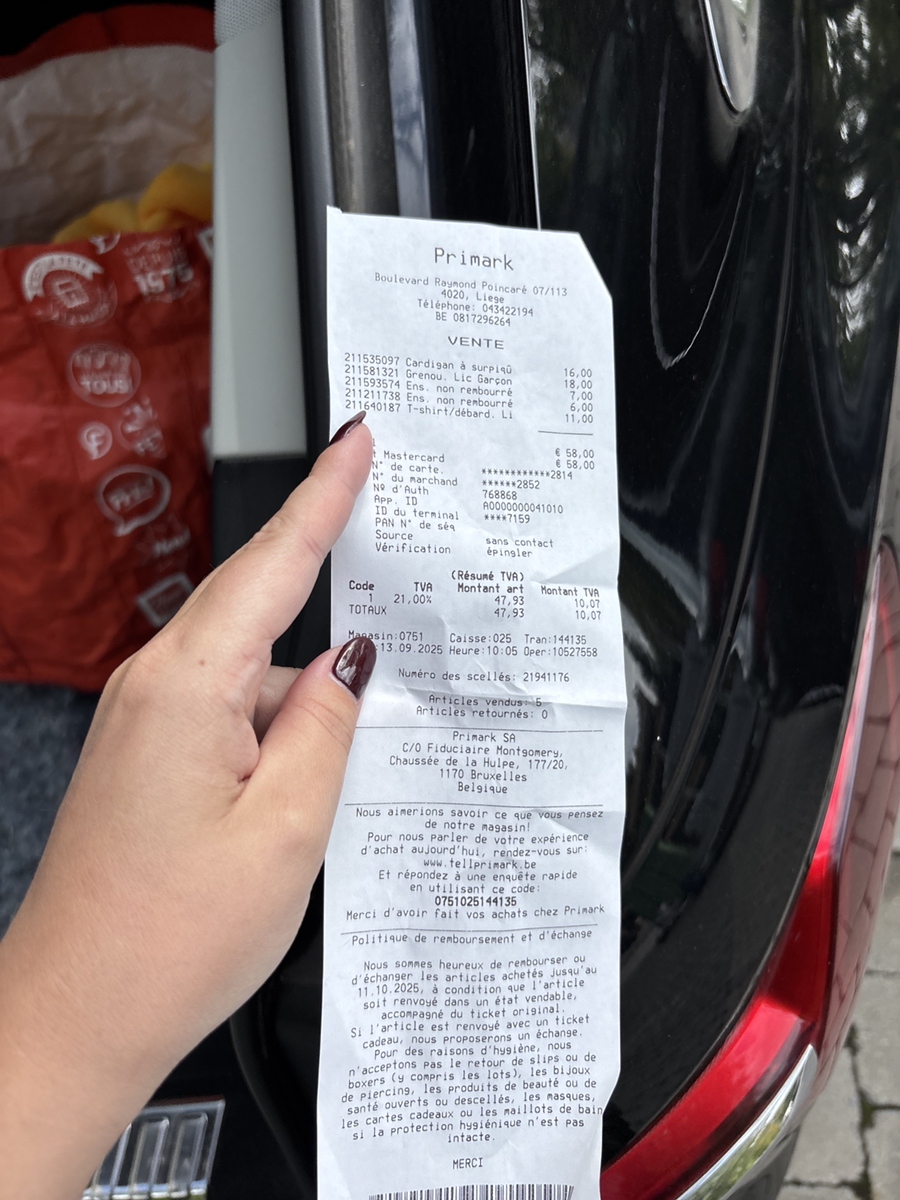 Primark
Boulevard Raymond Poincaré 07/113
4020, Liege
Téléphone: 043422194
BE 0817296264
VENTE
211535097 Cardigan à surpiqû 16,00
211581321 Grenou. Lic Garçon 18,00
211593574 Ens. non rembourré 7,00
211211738 Ens. non rembourré 6,00
211640187 T-shirt/débard. Li 11,00
€ 58,00
t Mastercard € 58,00
N° de carte. ************2814
N° du marchand ******2852
Nº d'Auth 768868
App. ID A0000000041010
ID du terminal ****7159
PAN N° de séq
Source sans contact
Vérification épingler
(Résumé TVA)
Code TVA Montant art Montant TVA
1 21,00% 47,93 10,07
TOTAUX 47,93 10,07
Magasin:0751 Caisse:025 Tran:144135
:13.09.2025 Heure:10:05 Oper:10527558
Numéro des scellés: 21941176
Articles vendus: 5
Articles retournés: 0
Primark SA
C/O Fiduciaire Montgomery,
Chaussée de la Hulpe, 177/20,
1170 Bruxelles
Belgique
Nous aimerions savoir ce que vous pensez
de notre magasin!
Pour nous parler de votre expérience
d'achat aujourd'hui, rendez-vous sur:
www.tellprimark.be
Et répondez à une enquête rapide
en utilisant ce code:
0751025144135
Merci d'avoir fait vos achats chez Primark
Politique de remboursement et d'échange
Nous sommes heureux de rembourser ou
d'échanger les articles achetés jusqu'au
11.10.2025, à condition que l'article
soit renvoyé dans un état vendable,
accompagné du ticket original.
Si l'article est renvoyé avec un ticket
cadeau, nous proposerons un échange.
Pour des raisons d'hygiène, nous
n'acceptons pas le retour de slips ou de
boxers (y compris les lots), les bijoux
de piercing, les produits de beauté ou de
santé ouverts ou descellés, les masques,
les cartes cadeaux ou les maillots de bain
si la protection hygiénique n'est pas
intacte.
MERCI